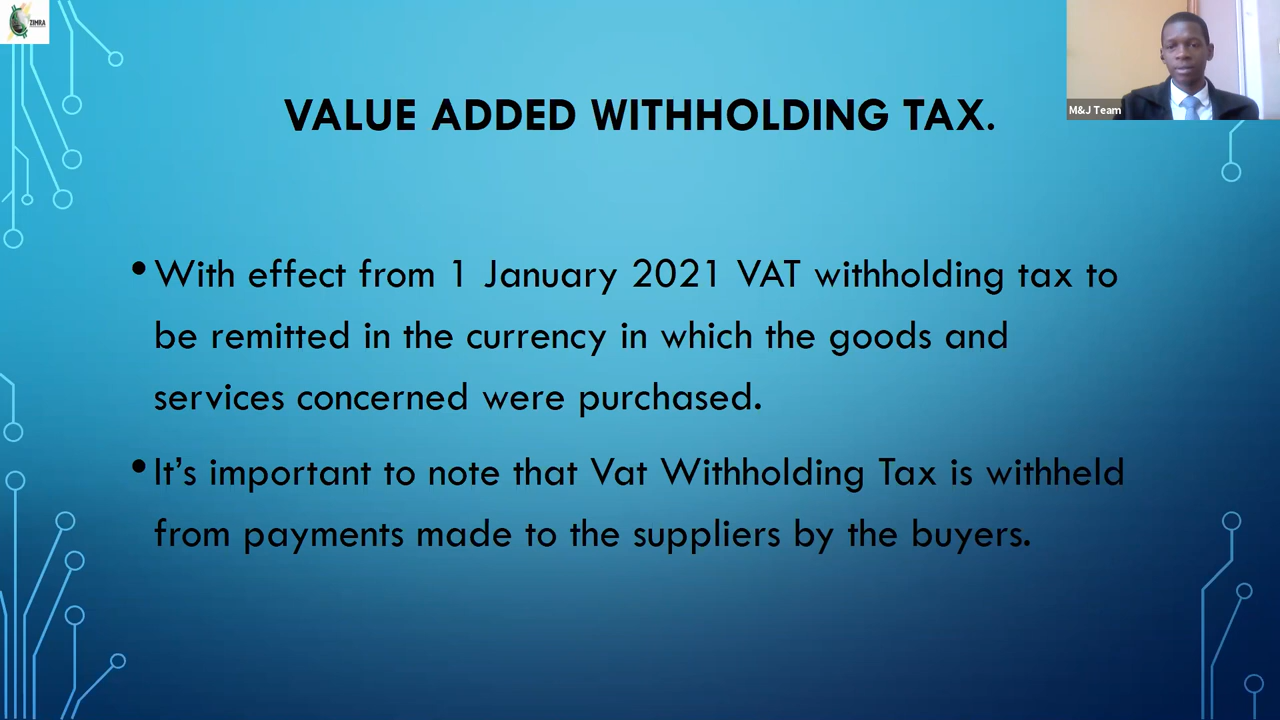 ZIMRA
M&J Team
VALUE ADDED WITHHOLDING TAX.
•With effect from 1 January 2021 VAT withholding tax to
be remitted in the currency in which the goods and
services concerned were purchased.
•It’s important to note that Vat Withholding Tax is withheld
from payments made to the suppliers by the buyers.